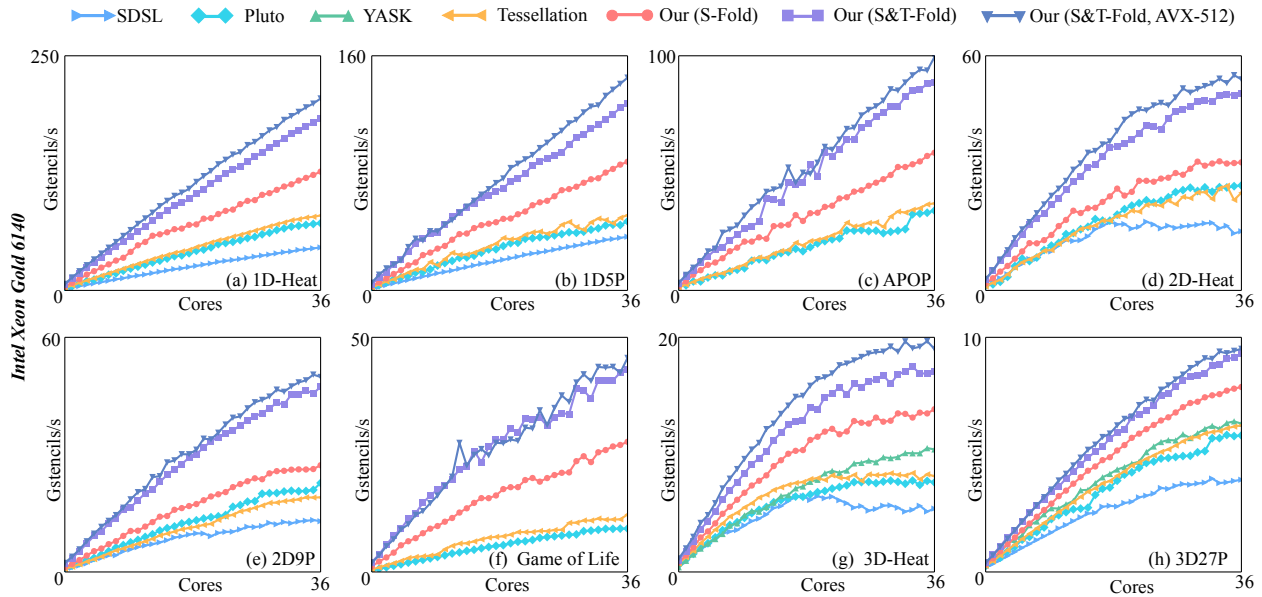 SDSL Pluto YASK Tessellation Our (S-Fold) Our (S&T-Fold) Our (S&T-Fold, AVX-512)
Intel Xeon Gold 6140
250
Gstencils/s
(a) 1D-Heat
0
Cores
36
160
Gstencils/s
(b) 1D5P
0
Cores
36
100
Gstencils/s
(c) APOP
0
Cores
36
60
Gstencils/s
(d) 2D-Heat
0
Cores
36
60
Gstencils/s
(e) 2D9P
0
Cores
36
50
Gstencils/s
(f) Game of Life
0
Cores
36
20
Gstencils/s
(g) 3D-Heat
0
Cores
36
10
Gstencils/s
(h) 3D27P
0
Cores
36